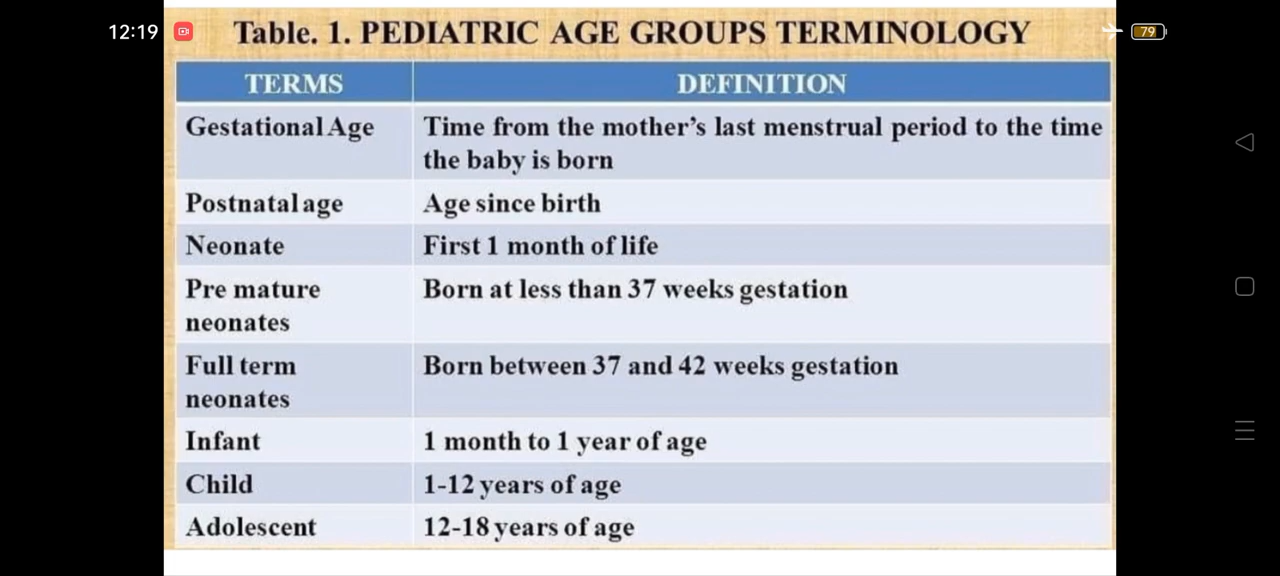 12:19
79
Table. 1. PEDIATRIC AGE GROUPS TERMINOLOGY
TERMS DEFINITION
Gestational Age Time from the mother's last menstrual period to the time
the baby is born
Postnatal age Age since birth
Neonate First 1 month of life
Pre mature Born at less than 37 weeks gestation
neonates
Full term Born between 37 and 42 weeks gestation
neonates
Infant 1 month to 1 year of age
Child 1-12 years of age
Adolescent 12-18 years of age